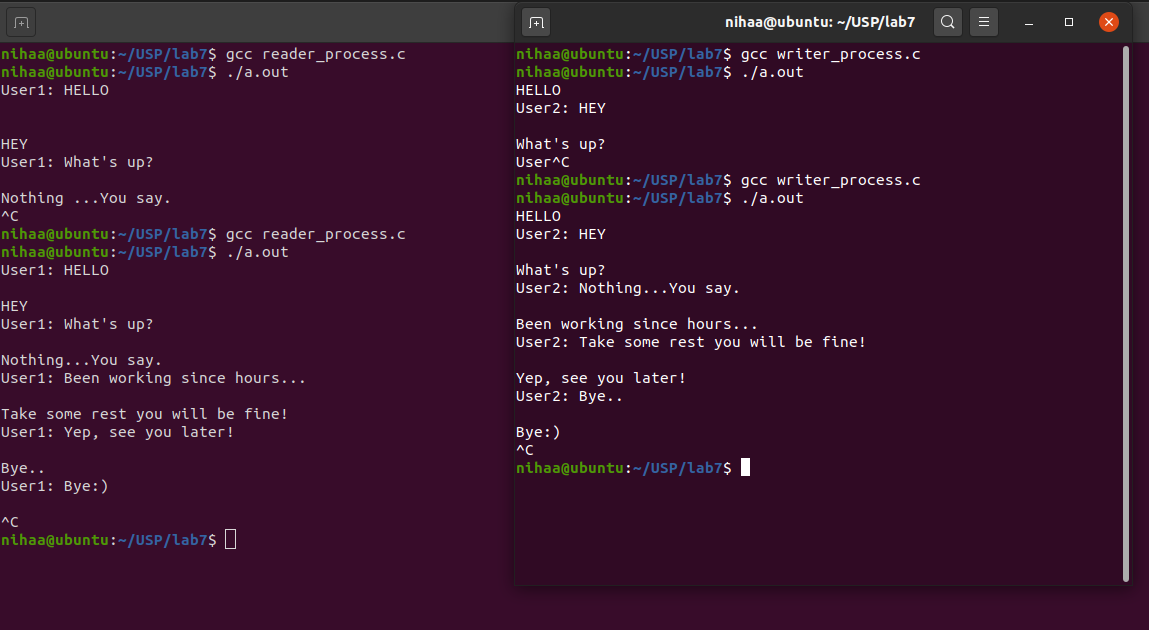 nihaa@ubuntu:~/USP/lab7$ gcc reader_process.c
nihaa@ubuntu:~/USP/lab7$ ./a.out
User1: HELLO
HEY
User1: What's up?
Nothing ...You say.
^C
nihaa@ubuntu:~/USP/lab7$ gcc reader_process.c
nihaa@ubuntu:~/USP/lab7$ ./a.out
User1: HELLO
HEY
User1: What's up?
Nothing...You say.
User1: Been working since hours...
Take some rest you will be fine!
User1: Yep, see you later!
Bye..
User1: Bye:)
^C
nihaa@ubuntu:~/USP/lab7$
nihaa@ubuntu: ~/USP/lab7
nihaa@ubuntu:~/USP/lab7$ gcc writer_process.c
nihaa@ubuntu:~/USP/lab7$ ./a.out
HELLO
User2: HEY
What's up?
User^C
nihaa@ubuntu:~/USP/lab7$ gcc writer_process.c
nihaa@ubuntu:~/USP/lab7$ ./a.out
HELLO
User2: HEY
What's up?
User2: Nothing...You say.
Been working since hours...
User2: Take some rest you will be fine!
Yep, see you later!
User2: Bye..
Bye:)
^C
nihaa@ubuntu:~/USP/lab7$